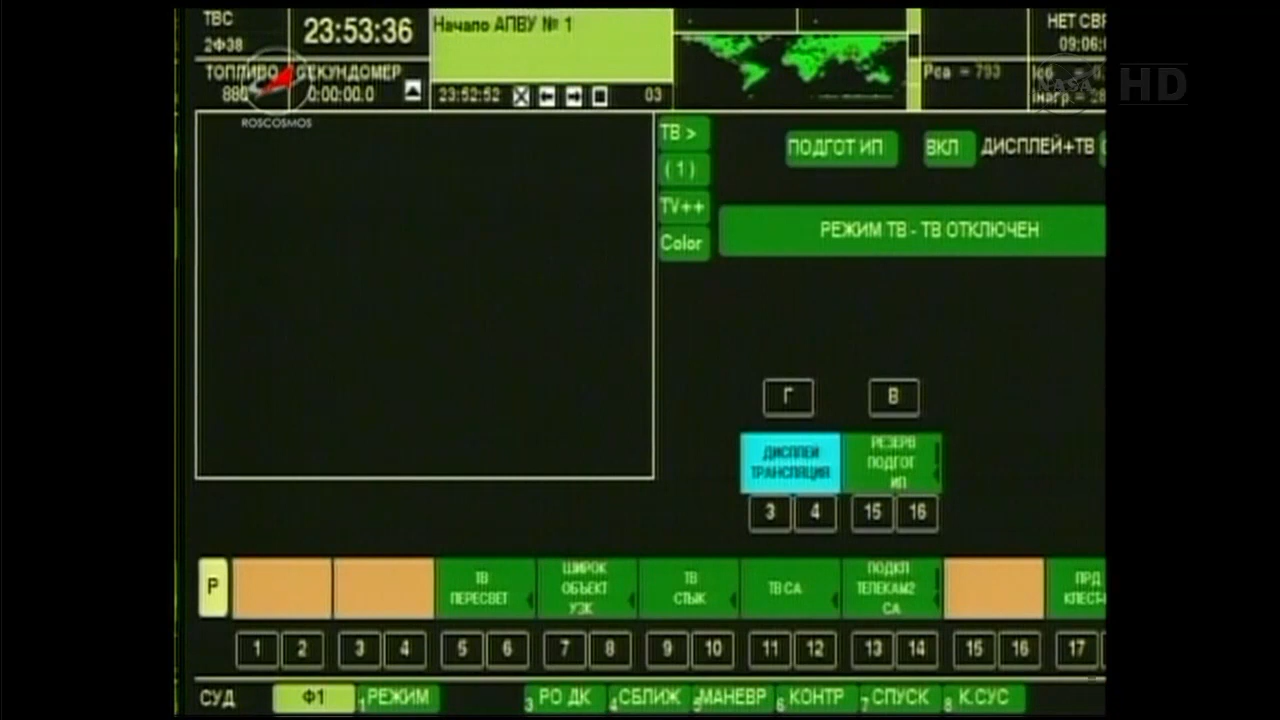 ТВС
2Ф38
23:53:36
Начало АПВУ № 1
НЕТ СВЯ
09:06:
ТОПЛИВО
880
СЕКУНДОМЕР
0:00:00.0
23:52:52
03
Рса = 793
ROSCOSMOS
NASA HD
ТВ >
( 1 )
TV++
Color
ПОДГОТ ИП
ВКЛ
ДИСПЛЕЙ+ТВ
РЕЖИМ ТВ - ТВ ОТКЛЮЧЕН
Г
В
ДИСПЛЕЙ
ТРАНСЛЯЦИЯ
РЕЗЕРВ
ПОДГОТ
ИП
3 4 15 16
Р
ТВ
ПЕРЕСВЕТ
ШИРОК
ОБЪЕКТ
УЗК
ТВ
СТЫК
ТВ СА
ПОДКЛ
ТЕЛЕКАМ2
СА
ПРД
КЛЕСТ-
1 2 3 4 5 6 7 8 9 10 11 12 13 14 15 16 17
СУД
Ф1
1 РЕЖИМ
3 РО ДК
4 СБЛИЖ
5 МАНЕВР
6 КОНТР
7 СПУСК
8 К.СУС